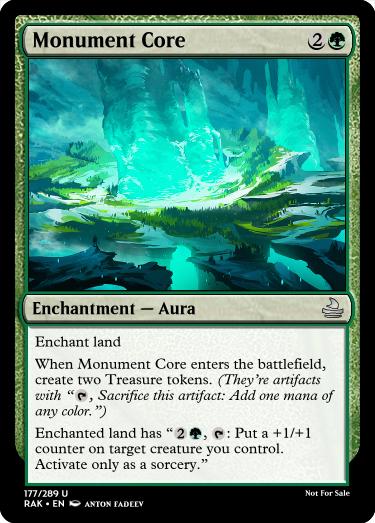 Monument Core 2
Enchantment — Aura
Enchant land
When Monument Core enters the battlefield,
create two Treasure tokens. (They're artifacts
with “T, Sacrifice this artifact: Add one mana of
any color.”)
Enchanted land has “2 , T: Put a +1/+1
counter on target creature you control.
Activate only as a sorcery.”
177/289 U
Not For Sale
RAK • EN ANTON FADEEV